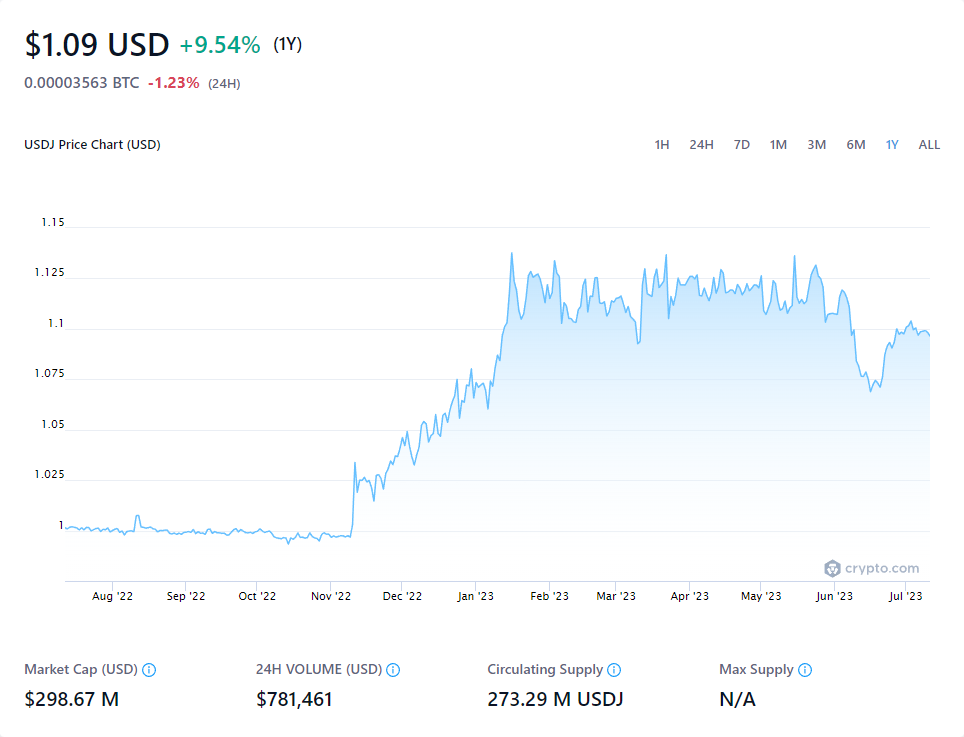 $1.09 USD +9.54% (1Y)
0.00003563 BTC -1.23% (24H)
USDJ Price Chart (USD)
1H 24H 7D 1M 3M 6M 1Y ALL
1.15
1.125
1.1
1.075
1.05
1.025
1
crypto.com
Aug '22 Sep '22 Oct '22 Nov '22 Dec '22 Jan '23 Feb '23 Mar '23 Apr '23 May '23 Jun '23 Jul '23
Market Cap (USD) 24H VOLUME (USD) Circulating Supply Max Supply
$298.67 M $781,461 273.29 M USDJ N/A